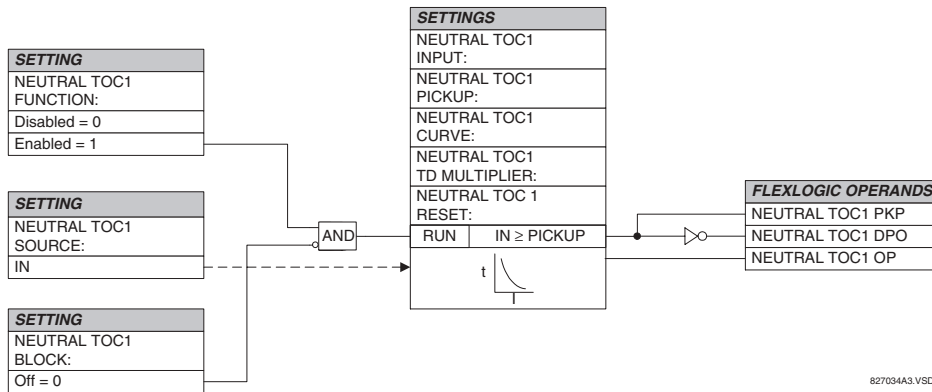 SETTING
NEUTRAL TOC1
FUNCTION:
Disabled = 0
Enabled = 1
SETTING
NEUTRAL TOC1
SOURCE:
IN
SETTING
NEUTRAL TOC1
BLOCK:
Off = 0
AND
SETTINGS
NEUTRAL TOC1
INPUT:
NEUTRAL TOC1
PICKUP:
NEUTRAL TOC1
CURVE:
NEUTRAL TOC1
TD MULTIPLIER:
NEUTRAL TOC 1
RESET:
RUN IN ≥ PICKUP
t
I
FLEXLOGIC OPERANDS
NEUTRAL TOC1 PKP
NEUTRAL TOC1 DPO
NEUTRAL TOC1 OP
827034A3.VSD